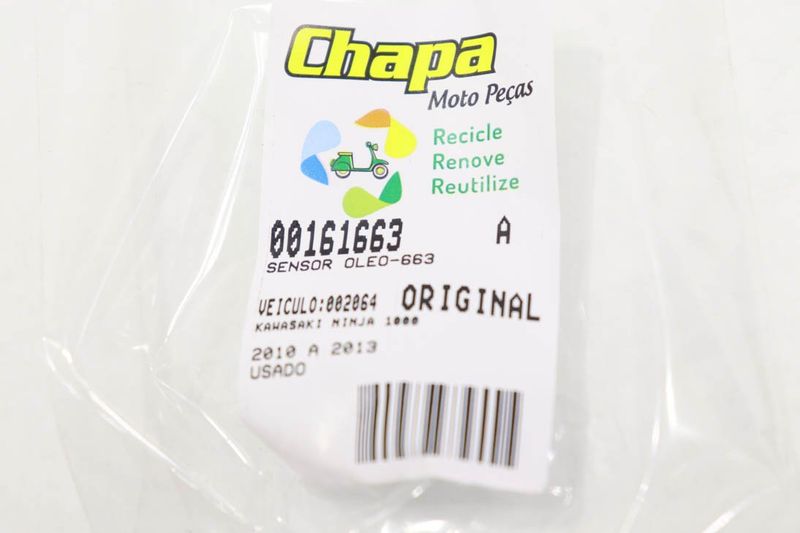 Chapa
Moto Peças
Recicle
Renove
Reutilize
00161663 A
SENSOR OLEO-663
VEICULO:002064 ORIGINAL
KAWASAKI NINJA 1000
2010 A 2013
USADO